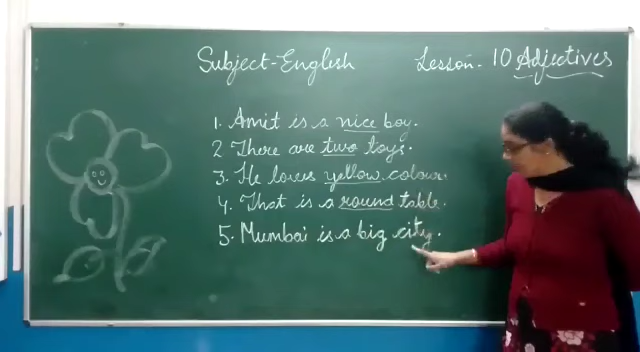 Subject-English
Lesson- 10 Adjectives
1. Amit is a nice boy.
2 There are two toys.
3. He loves yellow colour.
4. That is a round table.
5. Mumbai is a big city.